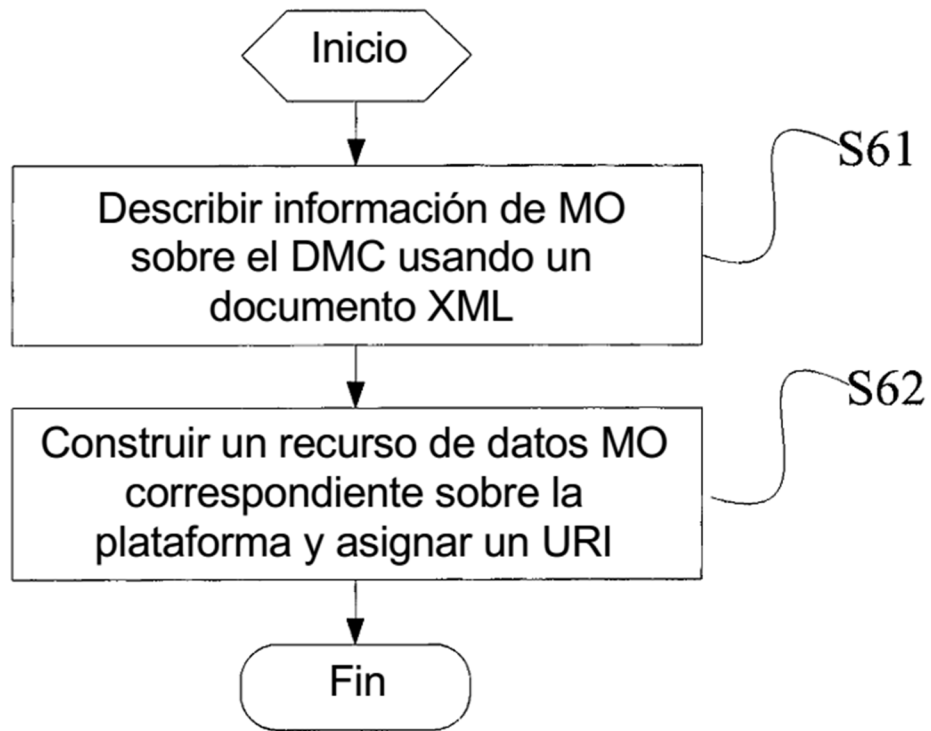 Inicio
S61
Describir información de MO
sobre el DMC usando un
documento XML
S62
Construir un recurso de datos MO
correspondiente sobre la
plataforma y asignar un URI
Fin